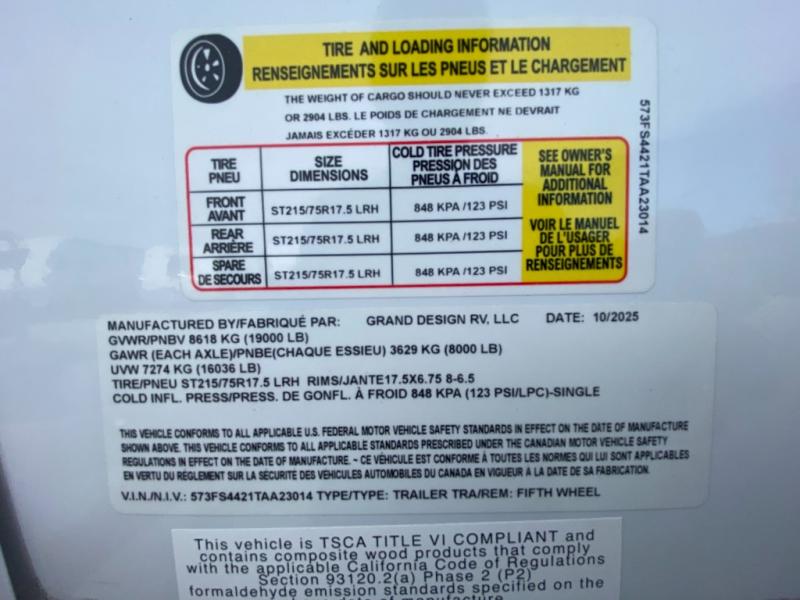 TIRE AND LOADING INFORMATION
RENSEIGNEMENTS SUR LES PNEUS ET LE CHARGEMENT
THE WEIGHT OF CARGO SHOULD NEVER EXCEED 1317 KG
OR 2904 LBS. LE POIDS DE CHARGEMENT NE DEVRAIT
JAMAIS EXCÉDER 1317 KG OU 2904 LBS.
TIRE PNEU SIZE DIMENSIONS COLD TIRE PRESSURE PRESSION DES PNEUS À FROID
FRONT AVANT ST215/75R17.5 LRH 848 KPA /123 PSI
REAR ARRIÈRE ST215/75R17.5 LRH 848 KPA /123 PSI
SPARE DE SECOURS ST215/75R17.5 LRH 848 KPA /123 PSI
SEE OWNER'S
MANUAL FOR
ADDITIONAL
INFORMATION
VOIR LE MANUEL
DE L'USAGER
POUR PLUS DE
RENSEIGNEMENTS
573FS4421TAA23014
MANUFACTURED BY/FABRIQUÉ PAR: GRAND DESIGN RV, LLC DATE: 10/2025
GVWR/PNBV 8618 KG (19000 LB)
GAWR (EACH AXLE)/PNBE(CHAQUE ESSIEU) 3629 KG (8000 LB)
UVW 7274 KG (16036 LB)
TIRE/PNEU ST215/75R17.5 LRH RIMS/JANTE17.5X6.75 8-6.5
COLD INFL. PRESS/PRESS. DE GONFL. À FROID 848 KPA (123 PSI/LPC)-SINGLE
THIS VEHICLE CONFORMS TO ALL APPLICABLE U.S. FEDERAL MOTOR VEHICLE SAFETY STANDARDS IN EFFECT ON THE DATE OF MANUFACTURE
SHOWN ABOVE. THIS VEHICLE CONFORMS TO ALL APPLICABLE STANDARDS PRESCRIBED UNDER THE CANADIAN MOTOR VEHICLE SAFETY
REGULATIONS IN EFFECT ON THE DATE OF MANUFACTURE. ~ CE VÉHICULE EST CONFORME À TOUTES LES NORMES QUI LUI SONT APPLICABLES
EN VERTU DU RÈGLEMENT SUR LA SÉCURITÉ DES VÉHICULES AUTOMOBILES DU CANADA EN VIGUEUR À LA DATE DE SA FABRICATION.
V.I.N./N.I.V.: 573FS4421TAA23014 TYPE/TYPE: TRAILER TRA/REM: FIFTH WHEEL
This vehicle is TSCA TITLE VI COMPLIANT and
contains composite wood products that comply
with the applicable California Code of Regulations
Section 93120.2(a) Phase 2 (P2)
formaldehyde emission standards specified on the